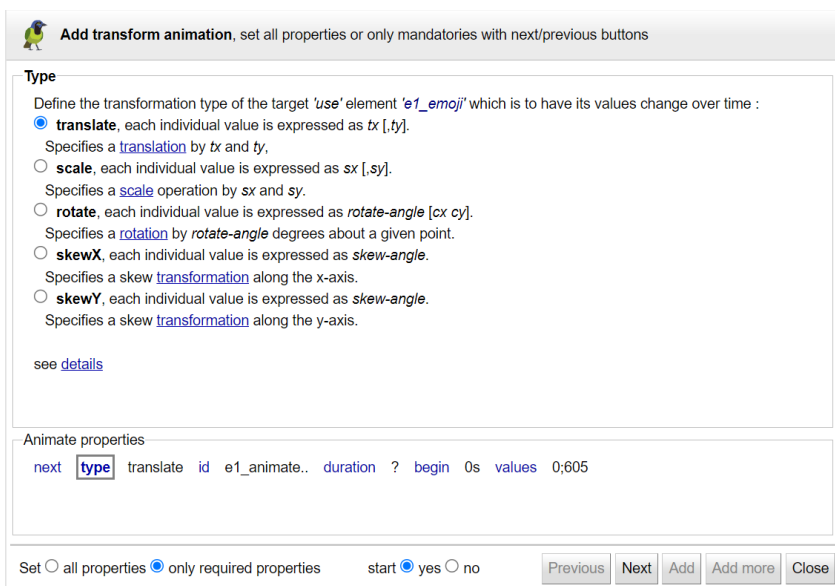 Add transform animation, set all properties or only mandatories with next/previous buttons
Type
Define the transformation type of the target 'use' element 'e1_emoji' which is to have its values change over time :
translate, each individual value is expressed as tx [,ty].
Specifies a translation by tx and ty,
scale, each individual value is expressed as sx [,sy].
Specifies a scale operation by sx and sy.
rotate, each individual value is expressed as rotate-angle [cx cy].
Specifies a rotation by rotate-angle degrees about a given point.
skewX, each individual value is expressed as skew-angle.
Specifies a skew transformation along the x-axis.
skewY, each individual value is expressed as skew-angle.
Specifies a skew transformation along the y-axis.
see details
Animate properties
next type translate id e1_animate.. duration ? begin 0s values 0;605
Set all properties only required properties start yes no Previous Next Add Add more Close